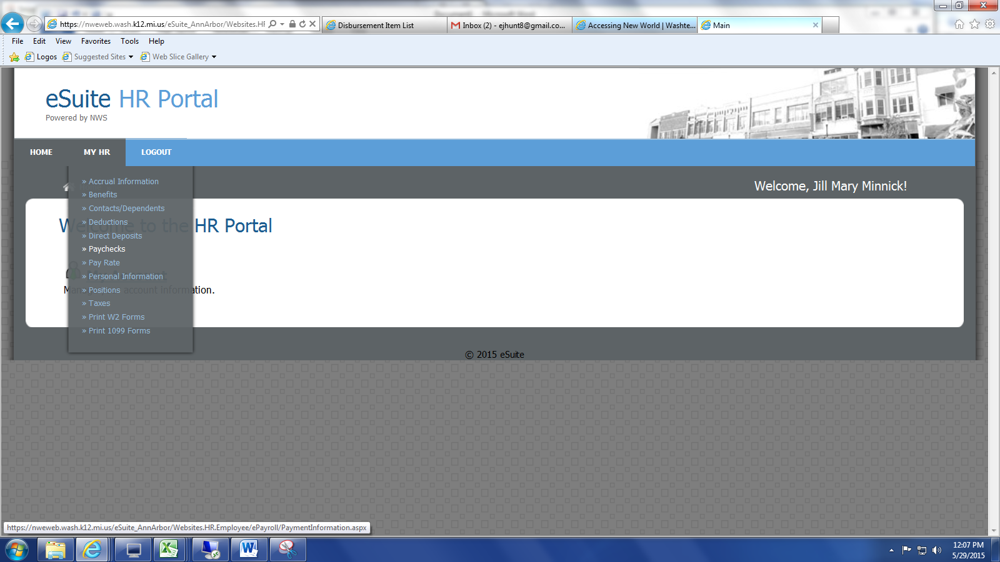 https://nweweb.wash.k12.mi.us/eSuite_AnnArbor/Websites.HF
Disbursement Item List
Inbox (2) - ejhunt8@gmail.co...
Accessing New World | Washte...
Main
File Edit View Favorites Tools Help
Logos Suggested Sites Web Slice Gallery
eSuite HR Portal
Powered by NWS
HOME MY HR LOGOUT
Welcome, Jill Mary Minnick!
» Accrual Information
» Benefits
» Contacts/Dependents
» Deductions
» Direct Deposits
» Paychecks
» Pay Rate
» Personal Information
» Positions
» Taxes
» Print W2 Forms
» Print 1099 Forms
Welcome to the HR Portal
account information.
© 2015 eSuite
https://nweweb.wash.k12.mi.us/eSuite_AnnArbor/Websites.HR.Employee/ePayroll/PaymentInformation.aspx
12:07 PM
5/29/2015